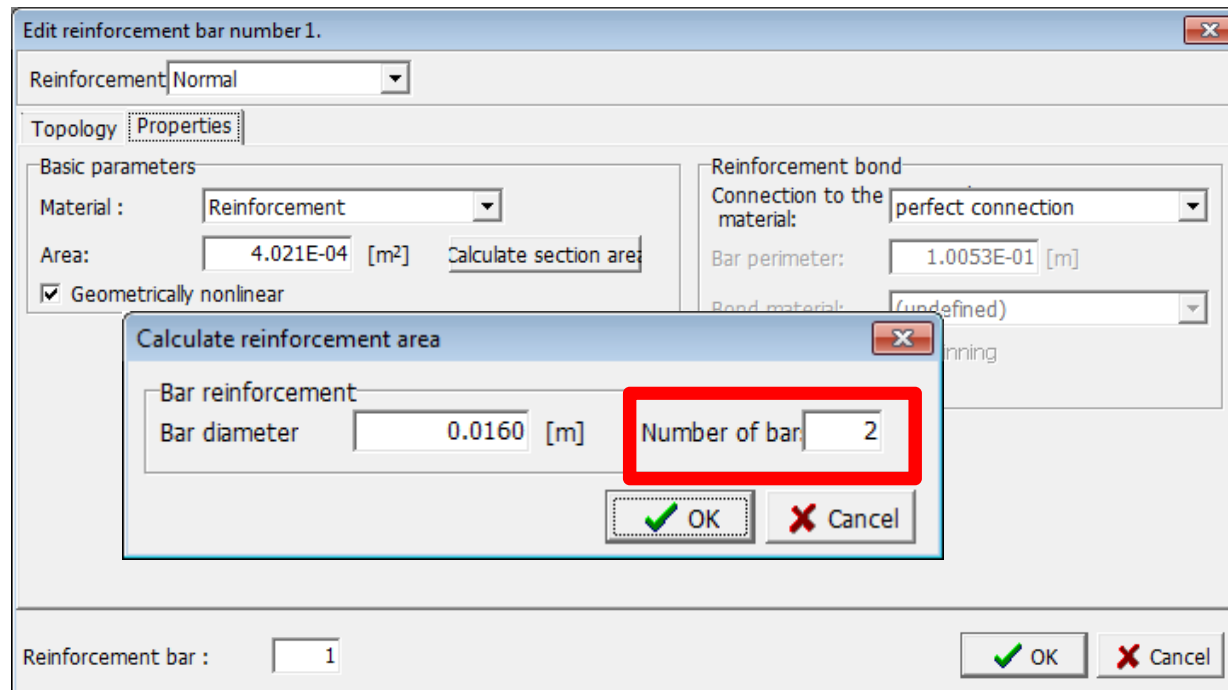 Edit reinforcement bar number 1.
Reinforcement Normal
Topology Properties
Basic parameters
Material : Reinforcement
Area: 4.021E-04 [m²] Calculate section are
Geometrically nonlinear
Reinforcement bond
Connection to the material: perfect connection
Bar perimeter: 1.0053E-01 [m]
Bond material: (undefined)
inning
Calculate reinforcement area
Bar reinforcement
Bar diameter 0.0160 [m] Number of bar 2
OK Cancel
Reinforcement bar : 1 OK Cancel